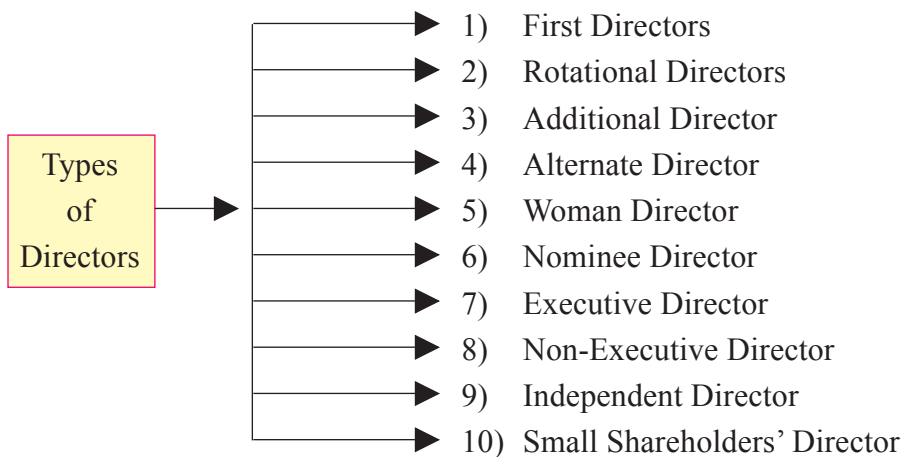 Types
of
Directors
1) First Directors
2) Rotational Directors
3) Additional Director
4) Alternate Director
5) Woman Director
6) Nominee Director
7) Executive Director
8) Non-Executive Director
9) Independent Director
10) Small Shareholders’ Director